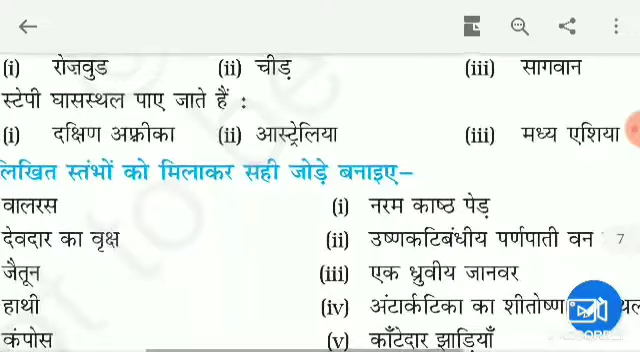 (i) रोज़वुड (ii) चीड़ (iii) सागवान
स्टेपी घासस्थल पाए जाते हैं :
(i) दक्षिण अफ़्रीका (ii) आस्ट्रेलिया (iii) मध्य एशिया
लिखित स्तंभों को मिलाकर सही जोड़े बनाइए–
वालरस (i) नरम काष्ठ पेड़
देवदार का वृक्ष (ii) उष्णकटिबंधीय पर्णपाती वन 7
जैतून (iii) एक ध्रुवीय जानवर
हाथी (iv) अंटार्कटिका का शीतोष्ण
कंपोस (v) काँटेदार झाड़ियाँ